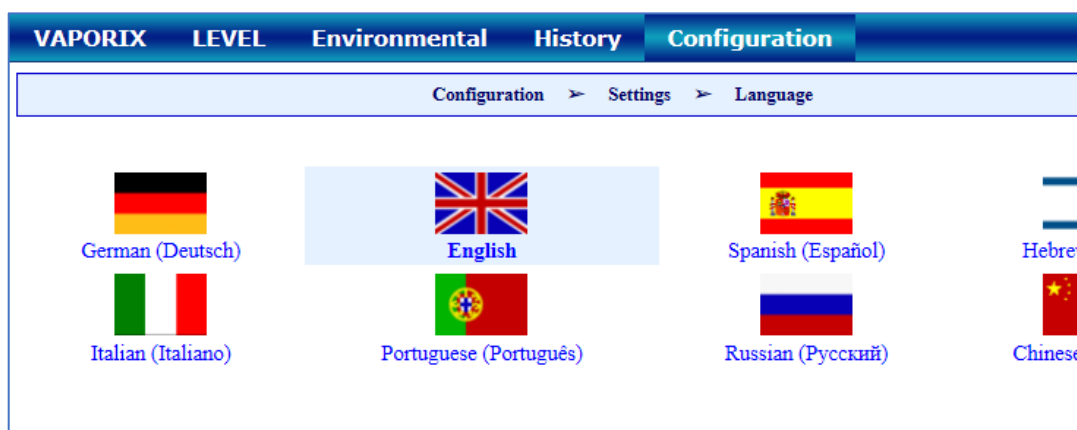 VAPORIX LEVEL Environmental History Configuration
Configuration ➢ Settings ➢ Language
German (Deutsch) English Spanish (Español)
Italian (Italiano) Portuguese (Português) Russian (Русский) Chinese